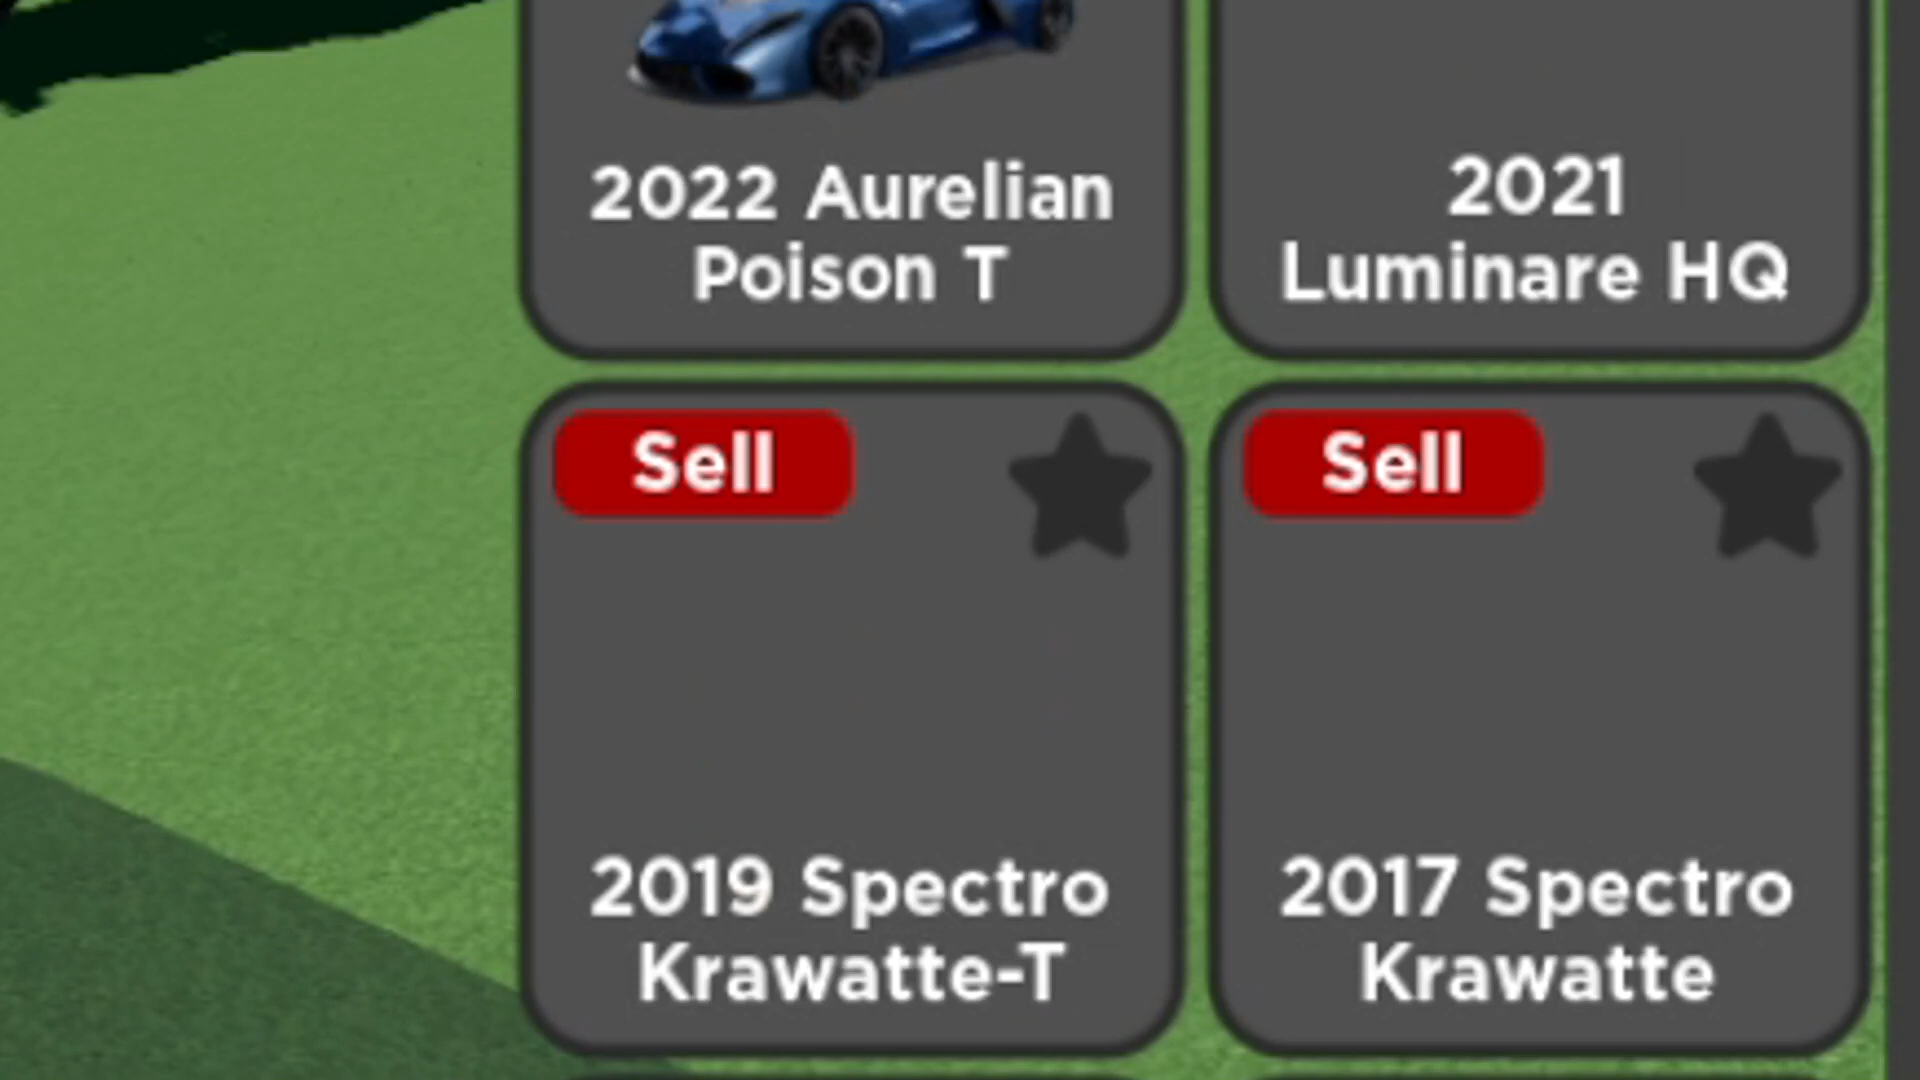 2022 Aurelian
Poison T
2021
Luminare HQ
Sell
Sell
2019 Spectro
Krawatte-T
2017 Spectro
Krawatte